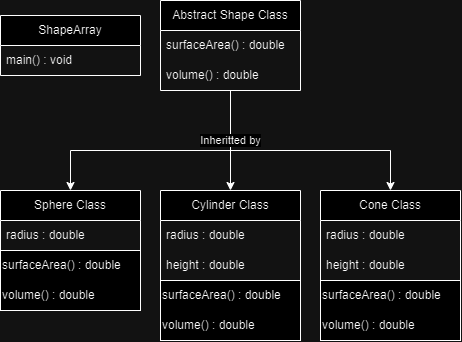 ShapeArray
main() : void
Abstract Shape Class
surfaceArea() : double
volume() : double
Inheritted by
Sphere Class
radius : double
surfaceArea() : double
volume() : double
Cylinder Class
radius : double
height : double
surfaceArea() : double
volume() : double
Cone Class
radius : double
height : double
surfaceArea() : double
volume() : double